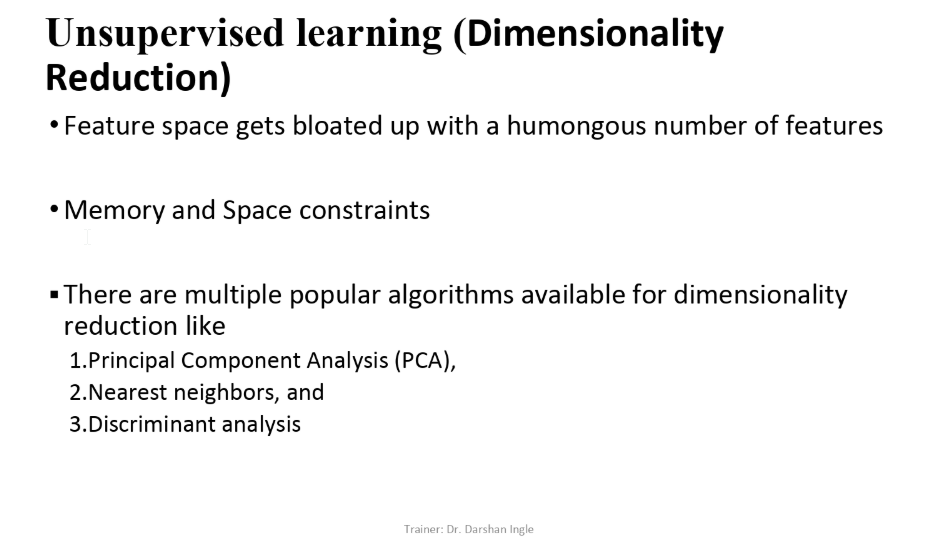 Unsupervised learning (Dimensionality
Reduction)
• Feature space gets bloated up with a humongous number of features
• Memory and Space constraints
▪ There are multiple popular algorithms available for dimensionality
reduction like
1.Principal Component Analysis (PCA),
2.Nearest neighbors, and
3.Discriminant analysis
Trainer: Dr. Darshan Ingle